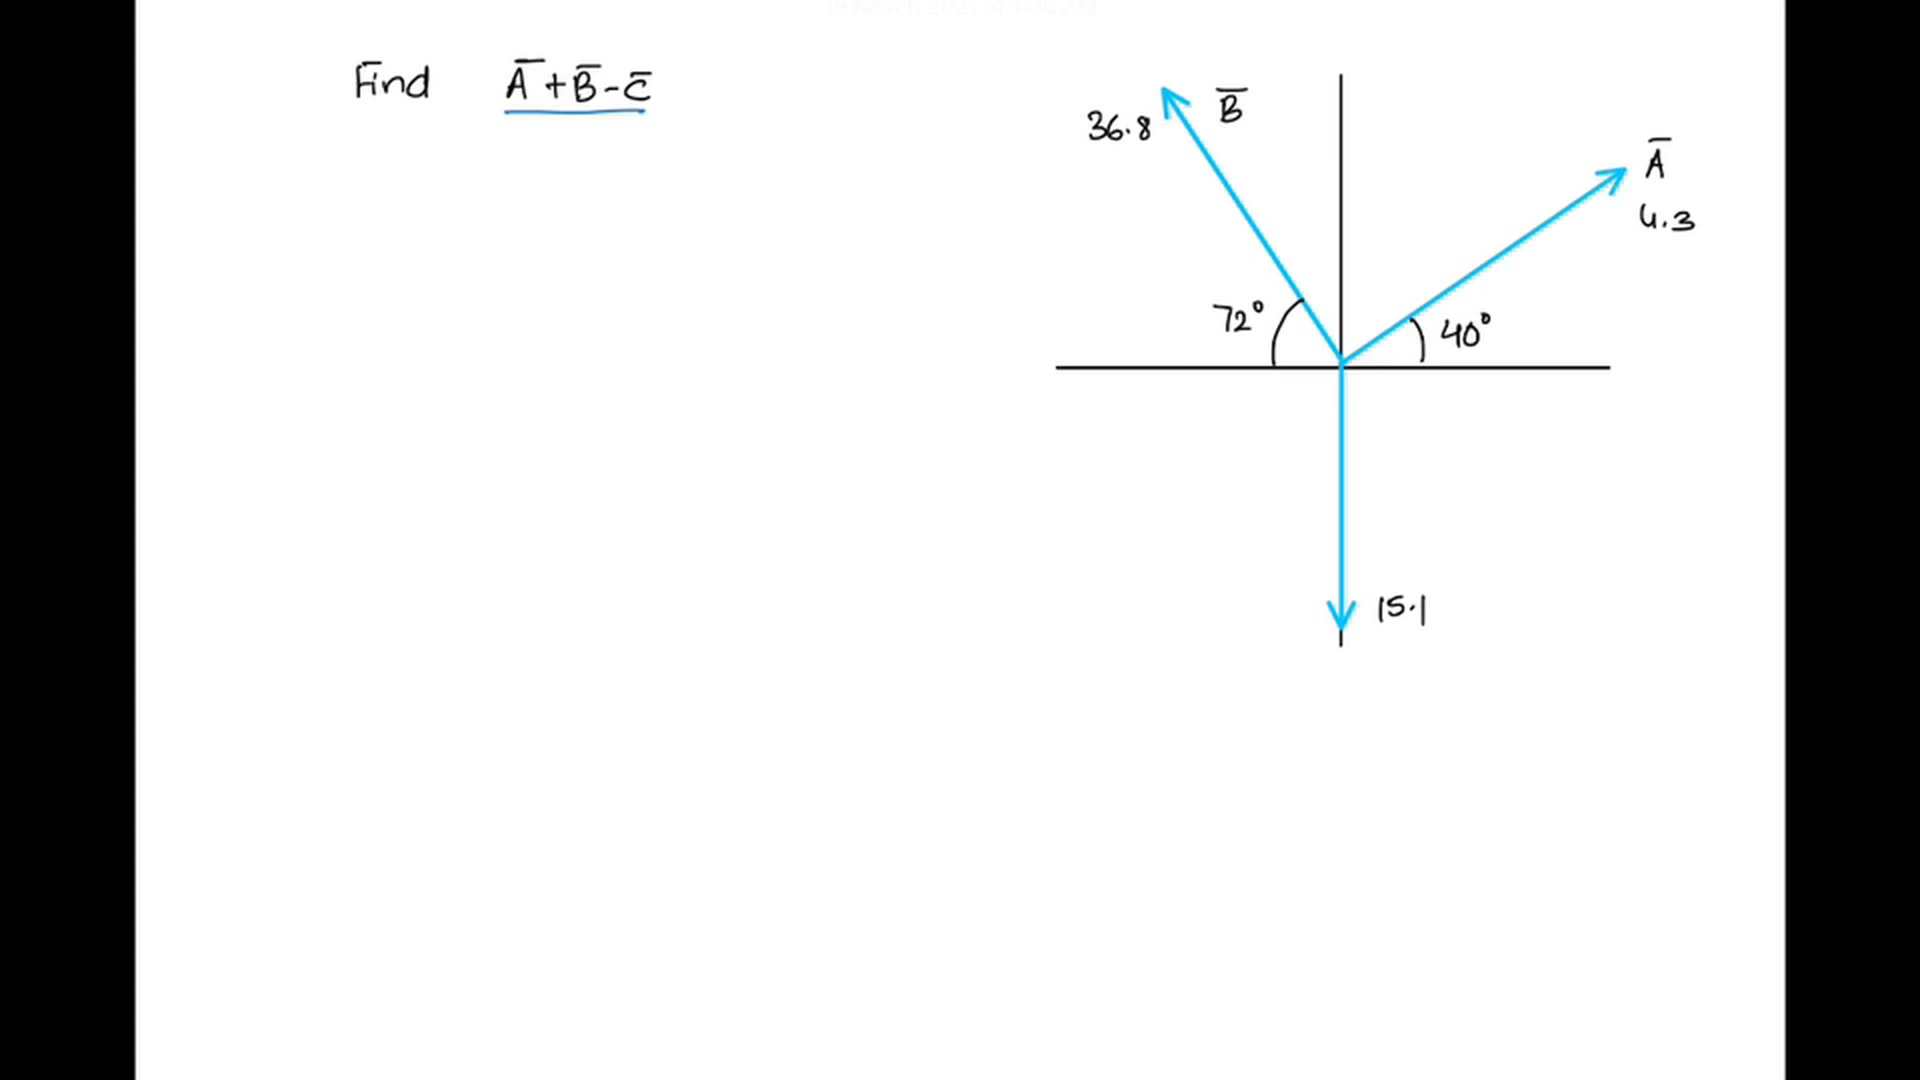 Find A̅ + B̅ - C̅
36.8
B̅
A̅
4.3
72°
40°
15.1